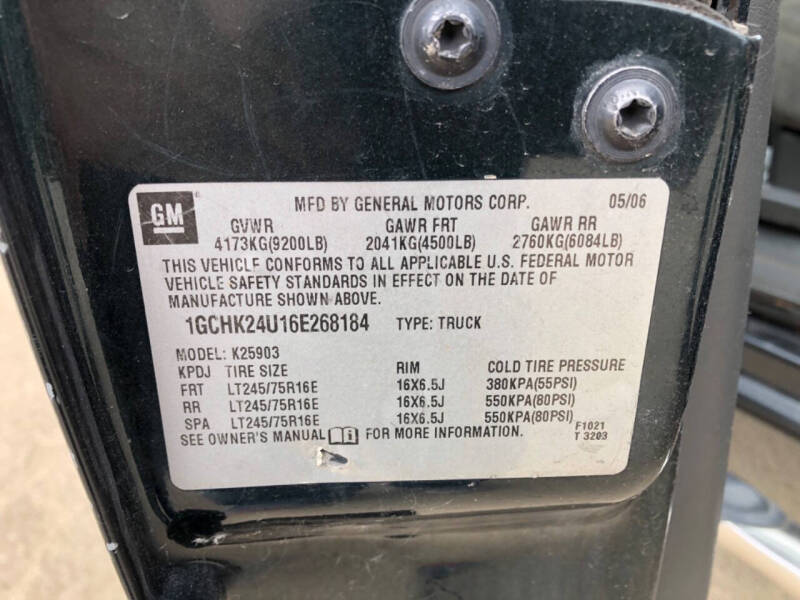 GM
MFD BY GENERAL MOTORS CORP. 05/06
GVWR GAWR FRT GAWR RR
4173KG(9200LB) 2041KG(4500LB) 2760KG(6084LB)
THIS VEHICLE CONFORMS TO ALL APPLICABLE U.S. FEDERAL MOTOR
VEHICLE SAFETY STANDARDS IN EFFECT ON THE DATE OF
MANUFACTURE SHOWN ABOVE.
1GCHK24U16E268184 TYPE: TRUCK
MODEL: K25903
KPDJ TIRE SIZE RIM COLD TIRE PRESSURE
FRT LT245/75R16E 16X6.5J 380KPA(55PSI)
RR LT245/75R16E 16X6.5J 550KPA(80PSI)
SPA LT245/75R16E 16X6.5J 550KPA(80PSI)
SEE OWNER'S MANUAL FOR MORE INFORMATION.
F1021
T 3203